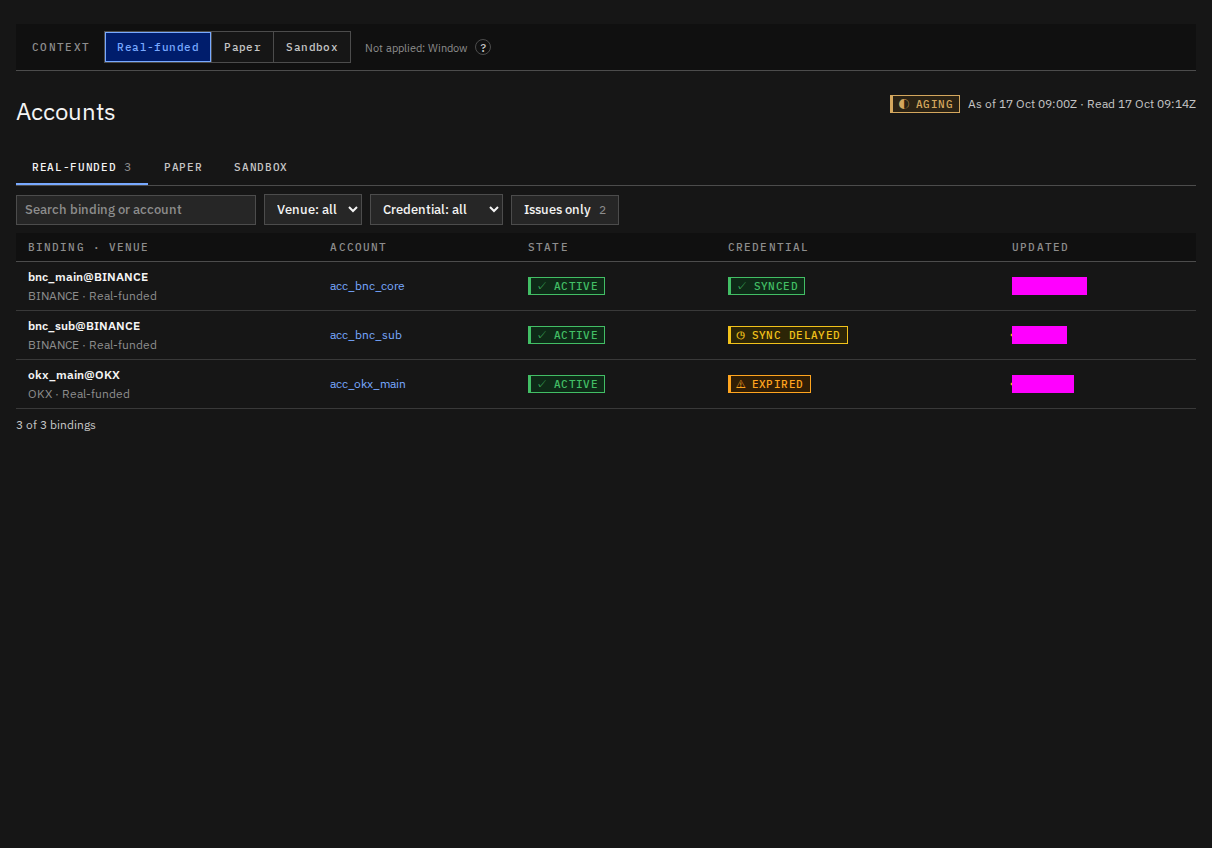 CONTEXT Real-funded Paper Sandbox Not applied: Window ?
Accounts
AGING As of 17 Oct 09:00Z · Read 17 Oct 09:14Z
REAL-FUNDED 3 PAPER SANDBOX
Search binding or account Venue: all Credential: all Issues only 2
BINDING · VENUE ACCOUNT STATE CREDENTIAL UPDATED
bnc_main@BINANCE
BINANCE · Real-funded acc_bnc_core ✓ ACTIVE ✓ SYNCED
bnc_sub@BINANCE
BINANCE · Real-funded acc_bnc_sub ✓ ACTIVE SYNC DELAYED
okx_main@OKX
OKX · Real-funded acc_okx_main ✓ ACTIVE ⚠ EXPIRED
3 of 3 bindings